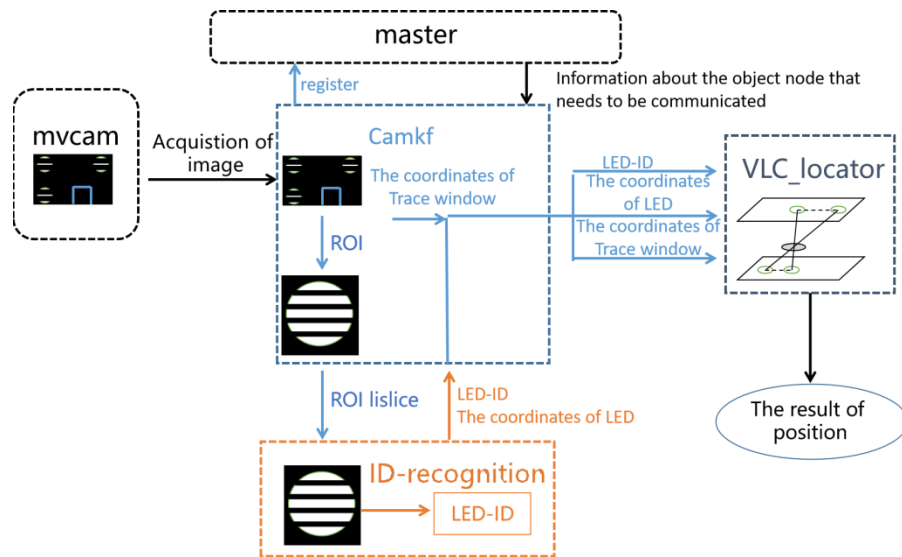 master
register
Information about the object node that
needs to be communicated
mvcam
Acquistion of
image
Camkf
The coordinates of
Trace window
ROI
LED-ID
The coordinates
of LED
The coordinates of
Trace window
VLC_locator
ROI lislice
LED-ID
The coordinates of LED
The result of
position
ID-recognition
LED-ID